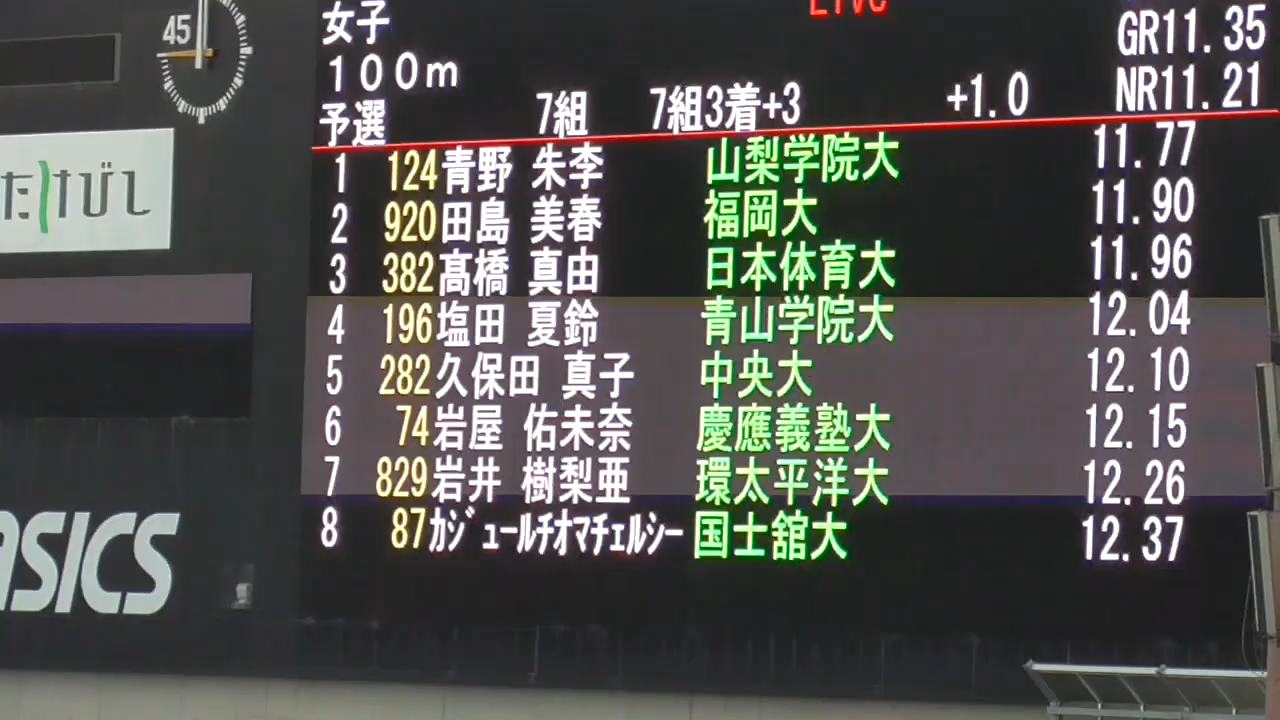 LIVE
45
女子
GR11.35
100m
NR11.21
予選 7組 7組3着+3 +1.0
1 124 青野 朱李 山梨学院大 11.77
2 920 田島 美春 福岡大 11.90
3 382 髙橋 真由 日本体育大 11.96
4 196 塩田 夏鈴 青山学院大 12.04
5 282 久保田 真子 中央大 12.10
6 74 岩屋 佑未奈 慶應義塾大 12.15
7 829 岩井 樹梨亜 環太平洋大 12.26
8 87 ｶｼﾞｭｰﾙﾁｵﾏﾁｪﾙｼｰ 国士舘大 12.37
たけびし
ASICS